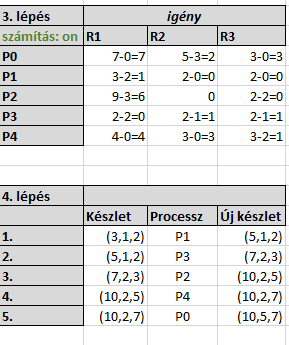 3. lépés igény
számítás: on R1 R2 R3
P0 7-0=7 5-3=2 3-0=3
P1 3-2=1 2-0=0 2-0=0
P2 9-3=6 0 2-2=0
P3 2-2=0 2-1=1 2-1=1
P4 4-0=4 3-0=3 3-2=1
4. lépés
Készlet Processz Új készlet
1. (3,1,2) P1 (5,1,2)
2. (5,1,2) P3 (7,2,3)
3. (7,2,3) P2 (10,2,5)
4. (10,2,5) P4 (10,2,7)
5. (10,2,7) P0 (10,5,7)